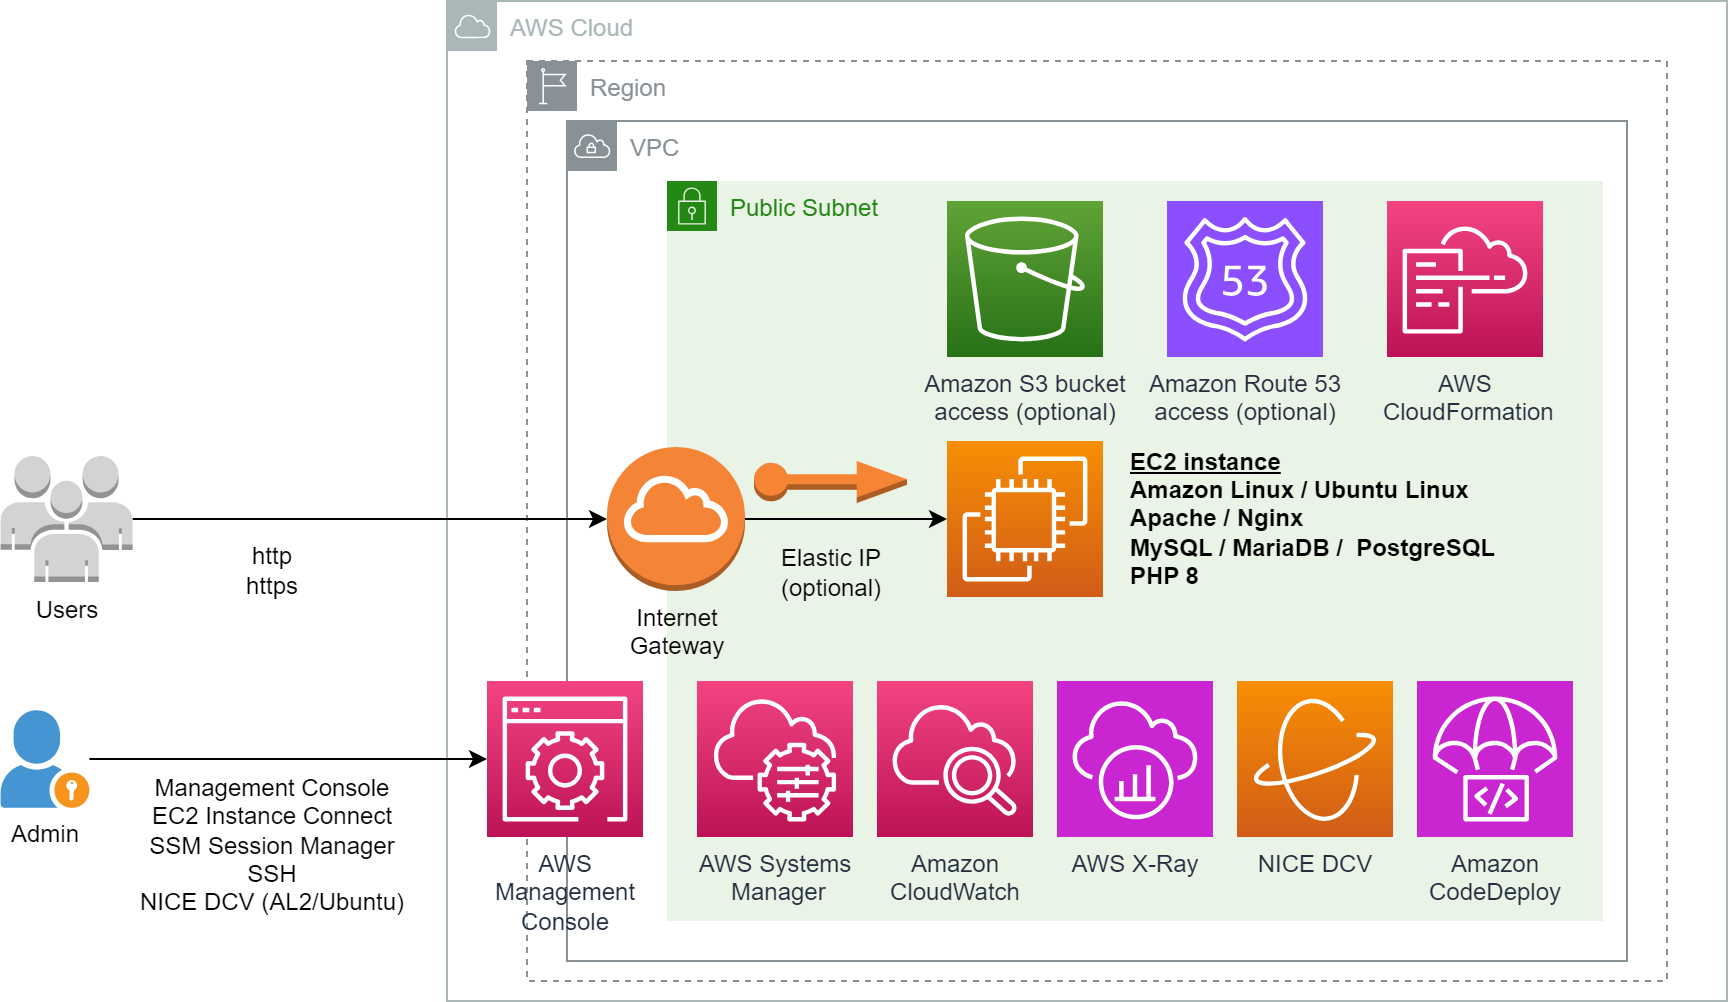 AWS Cloud
Region
VPC
Public Subnet
53
Amazon S3 bucket
access (optional)
Amazon Route 53
access (optional)
AWS
CloudFormation
EC2 instance
Amazon Linux / Ubuntu Linux
Apache / Nginx
MySQL / MariaDB /  PostgreSQL
PHP 8
http
https
Users
Elastic IP
(optional)
Internet
Gateway
Management Console
EC2 Instance Connect
SSM Session Manager
SSH
NICE DCV (AL2/Ubuntu)
Admin
</>
AWS
Management
Console
AWS Systems
Manager
Amazon
CloudWatch
AWS X-Ray
NICE DCV
Amazon
CodeDeploy